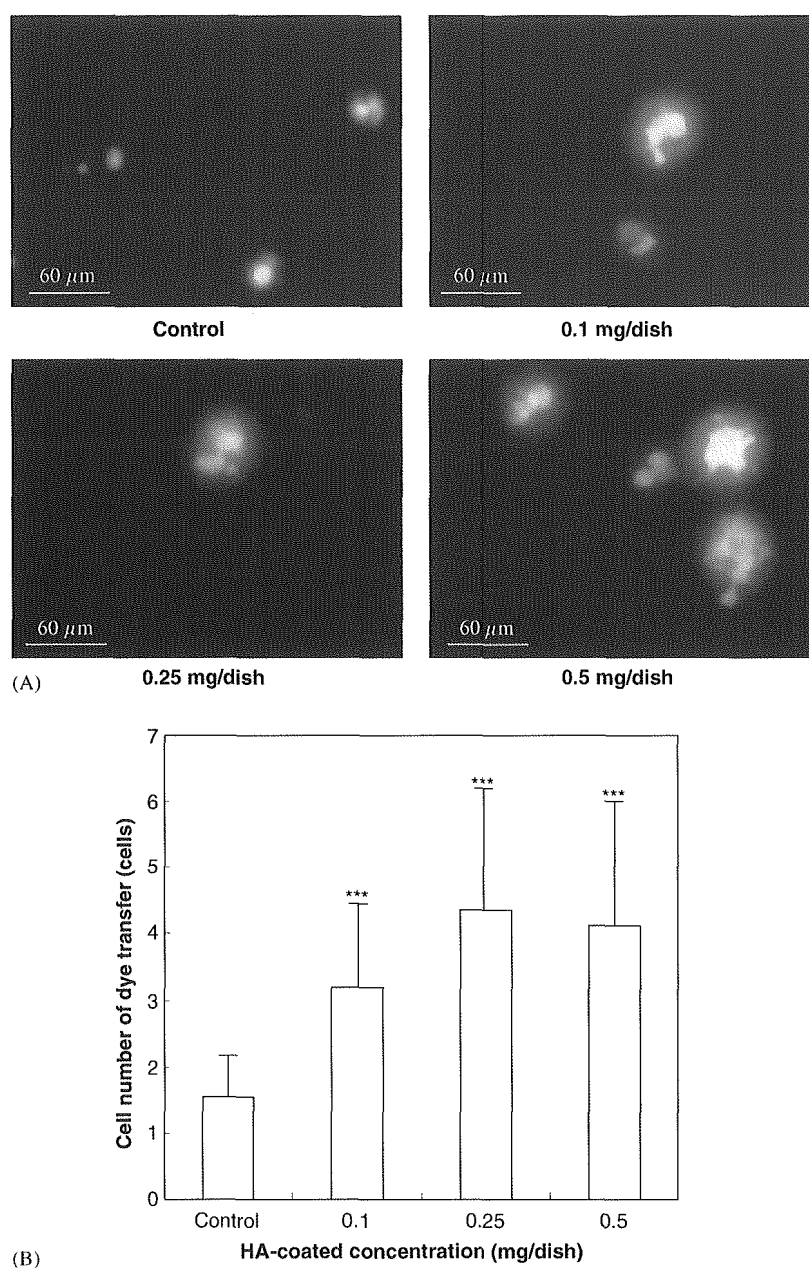 60 µm
60 µm
Control
0.1 mg/dish
60 µm
60 µm
0.25 mg/dish
0.5 mg/dish
(A)
7
6
5
4
3
2
1
0
Cell number of dye transfer (cells)
***
***
***
Control
0.1
0.25
0.5
HA-coated concentration (mg/dish)
(B)